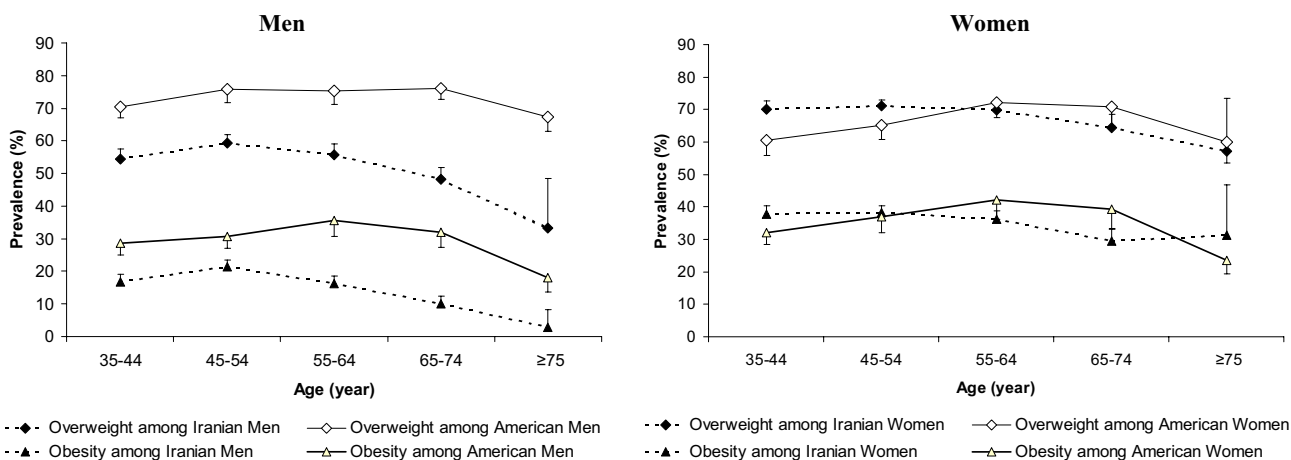 Men
90
80
70
60
50
40
30
20
10
0
Prevalence (%)
35-44 45-54 55-64 65-74 ≥75
Age (year)
Overweight among Iranian Men Overweight among American Men
Obesity among Iranian Men Obesity among American Men
Women
90
80
70
60
50
40
30
20
10
0
Prevalence (%)
35-44 45-54 55-64 65-74 ≥75
Age (year)
Overweight among Iranian Women Overweight among American Women
Obesity among Iranian Women Obesity among American Women